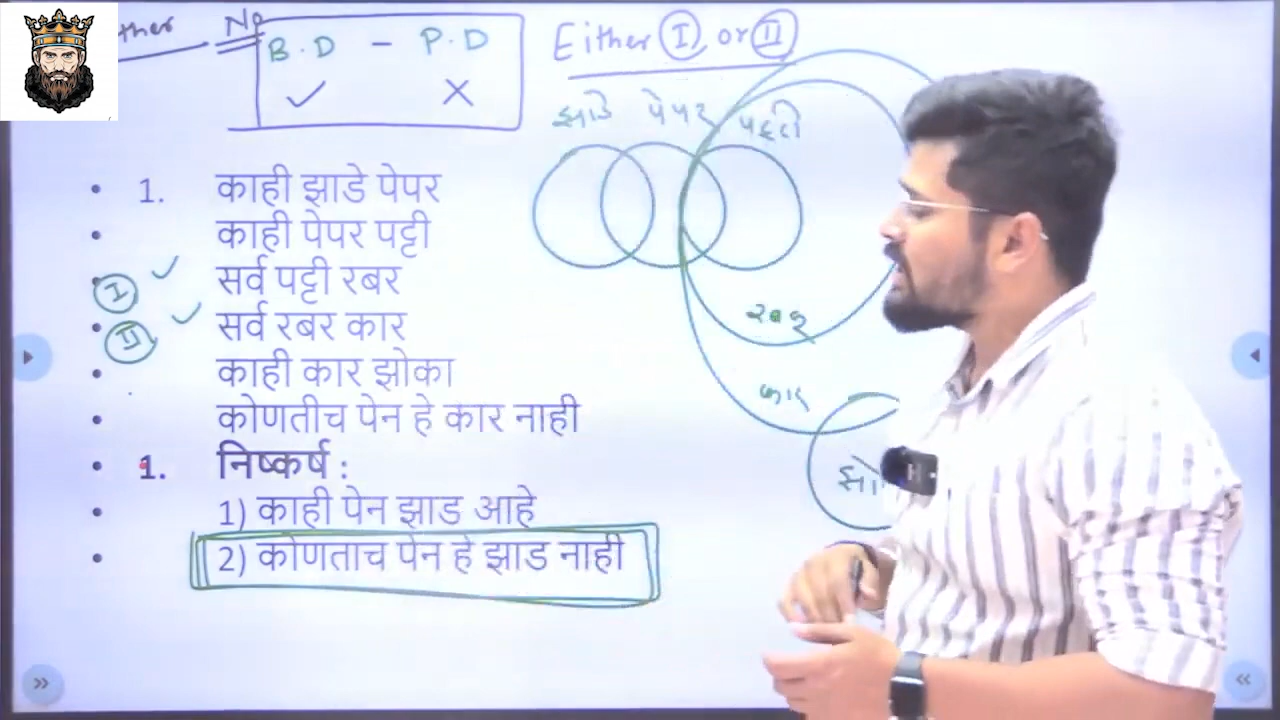 No
B.D - P.D
Either I or II
झाडे पेपर पट्टी
1. काही झाडे पेपर
काही पेपर पट्टी
I सर्व पट्टी रबर
II सर्व रबर कार
काही कार झोका
कोणतीच पेन हे कार नाही
1. निष्कर्ष :
1) काही पेन झाड आहे
2) कोणताच पेन हे झाड नाही
रबर
कार